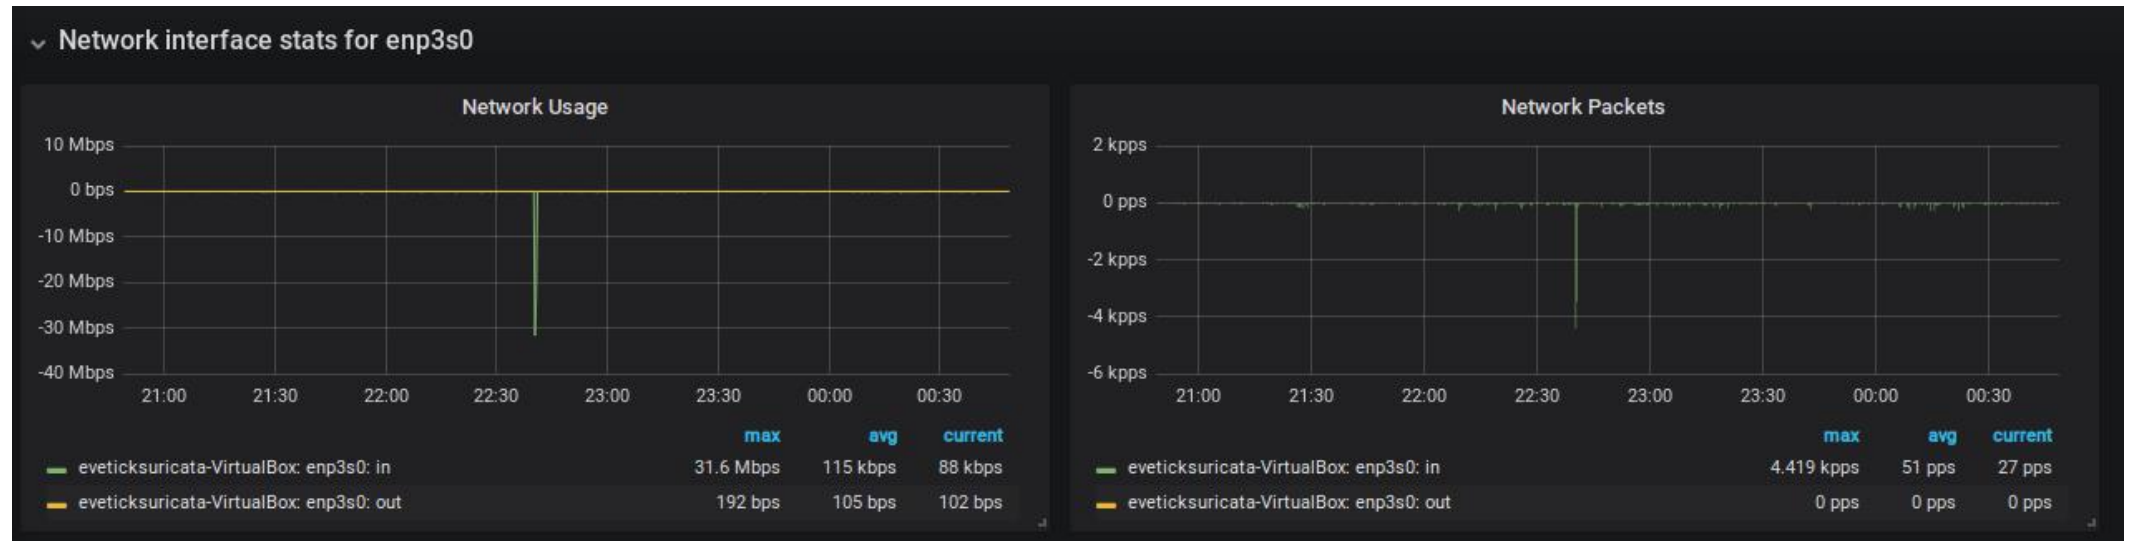 Network interface stats for enp3s0
Network Usage
10 Mbps
0 bps
-10 Mbps
-20 Mbps
-30 Mbps
-40 Mbps
21:00 21:30 22:00 22:30 23:00 23:30 00:00 00:30
max avg current
eveticksuricata-VirtualBox: enp3s0: in 31.6 Mbps 115 kbps 88 kbps
eveticksuricata-VirtualBox: enp3s0: out 192 bps 105 bps 102 bps
Network Packets
2 kpps
0 pps
-2 kpps
-4 kpps
-6 kpps
21:00 21:30 22:00 22:30 23:00 23:30 00:00 00:30
max avg current
eveticksuricata-VirtualBox: enp3s0: in 4.419 kpps 51 pps 27 pps
eveticksuricata-VirtualBox: enp3s0: out 0 pps 0 pps 0 pps